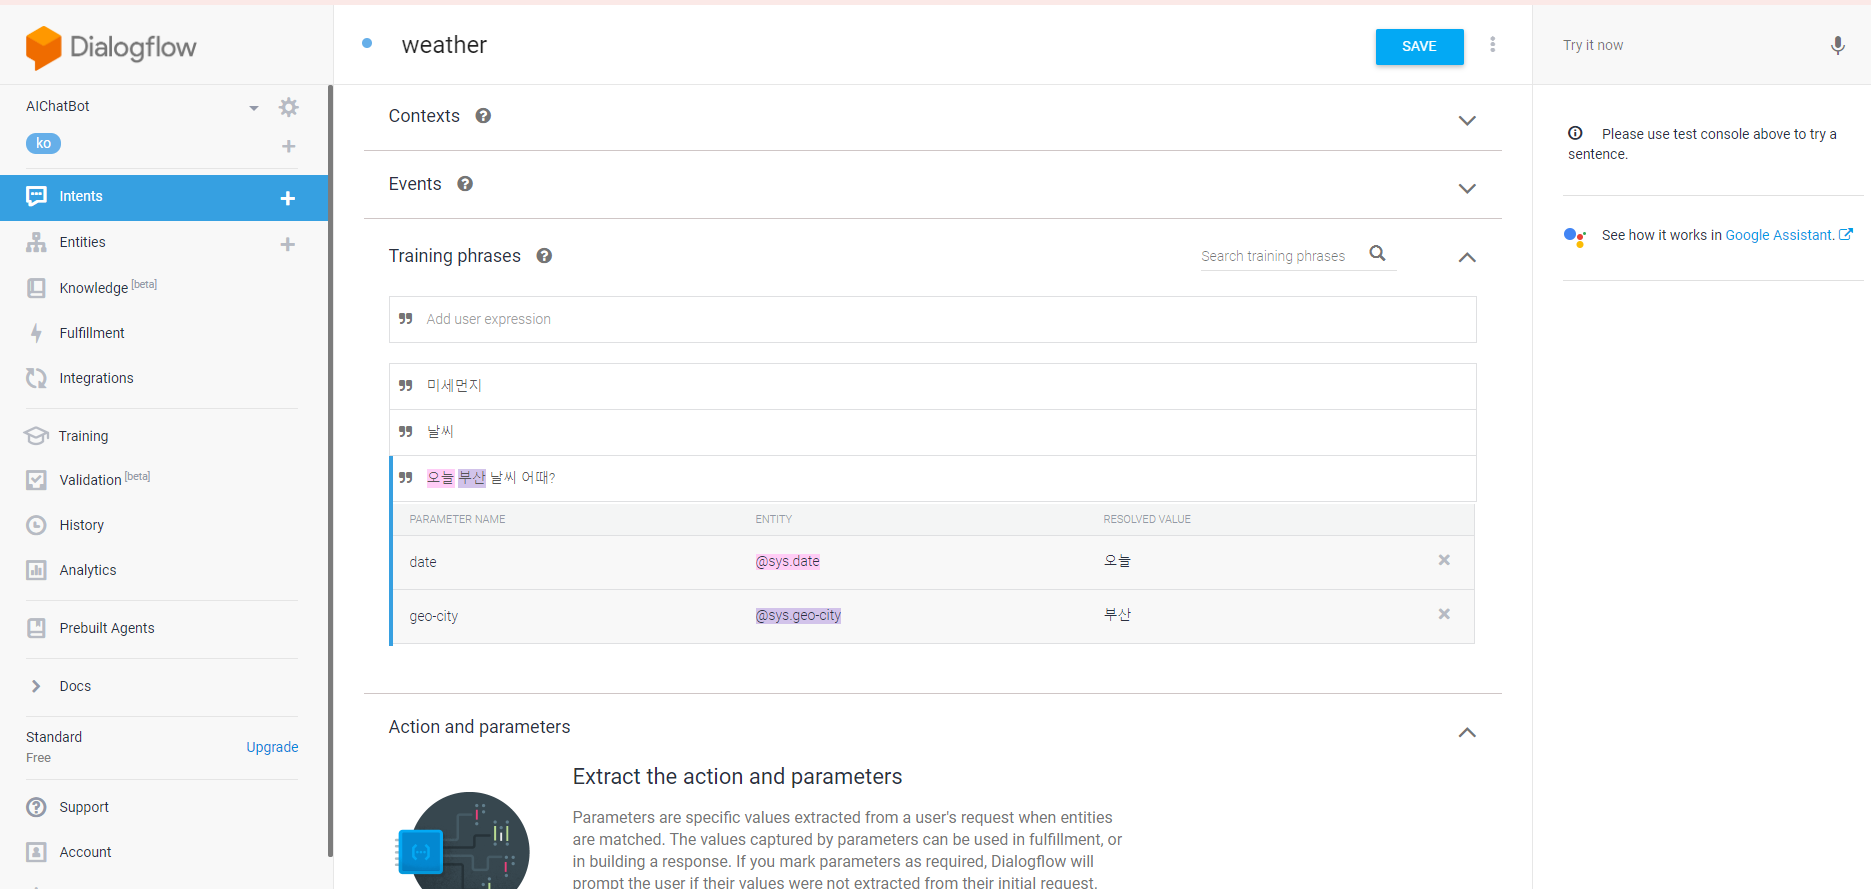 Dialogflow
AIChatBot
ko
Intents
Entities
Knowledge [beta]
Fulfillment
Integrations
Training
Validation [beta]
History
Analytics
Prebuilt Agents
Docs
Standard
Free
Upgrade
Support
Account
weather
SAVE
Contexts
Events
Training phrases
Search training phrases
Add user expression
미세먼지
날씨
오늘 부산 날씨 어때?
PARAMETER NAME ENTITY RESOLVED VALUE
date @sys.date 오늘
geo-city @sys.geo-city 부산
Action and parameters
Extract the action and parameters
Parameters are specific values extracted from a user's request when entities
are matched. The values captured by parameters can be used in fulfillment, or
in building a response. If you mark parameters as required, Dialogflow will
prompt the user if their values were not extracted from their initial request.
Try it now
Please use test console above to try a
sentence.
See how it works in Google Assistant.